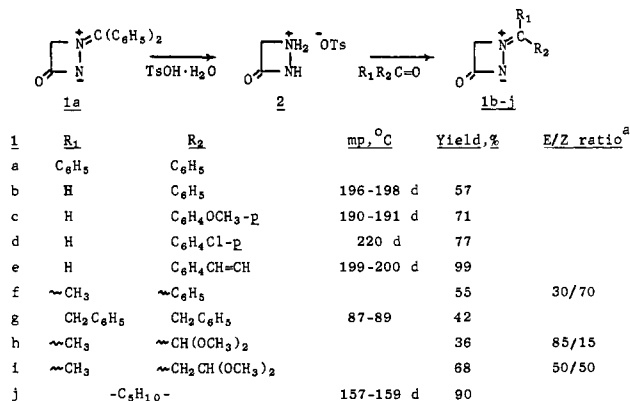 N=C(C6H5)2 NH2 ⁻OTs R1
+ + + N=C R2
O N TsOH·H2O O NH R1R2C=O O N
1a 2 1b-j
1 R1 R2 mp,°C Yield,% E/Z ratio^a
a C6H5 C6H5
b H C6H5 196-198 d 57
c H C6H4OCH3-p 190-191 d 71
d H C6H4Cl-p 220 d 77
e H C6H4CH=CH 199-200 d 99
f ~CH3 ~C6H5 55 30/70
g CH2C6H5 CH2C6H5 87-89 42
h ~CH3 ~CH(OCH3)2 36 85/15
i ~CH3 ~CH2CH(OCH3)2 68 50/50
j -C5H10- 157-159 d 90